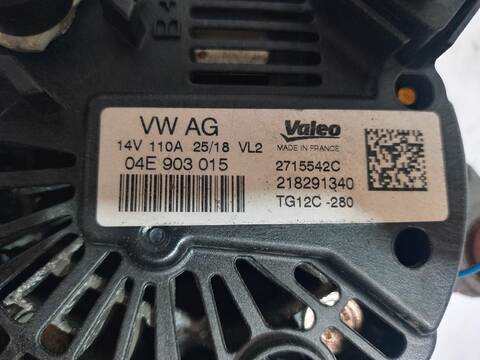 B+
VW AG
14V 110A 25/18 VL2
04E 903 015
Valeo
MADE IN FRANCE
2715542C
218291340
TG12C -280